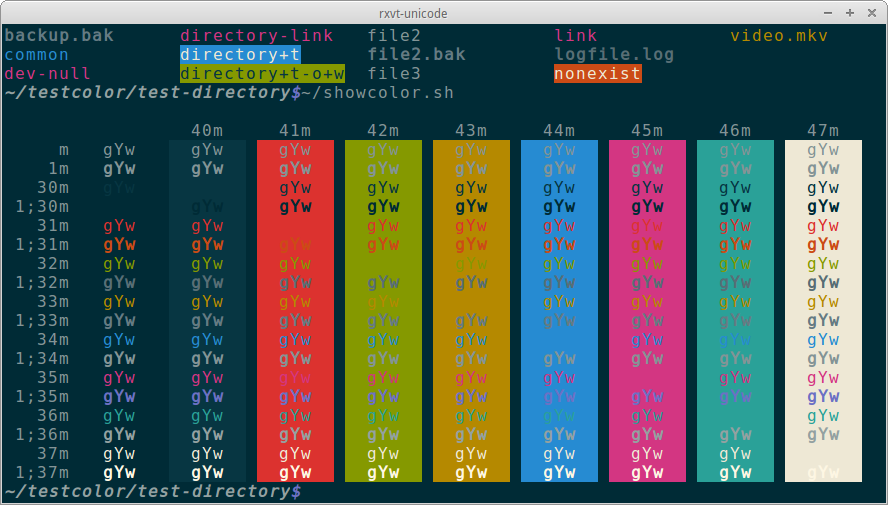 rxvt-unicode
backup.bak directory-link file2 link video.mkv
common directory+t file2.bak logfile.log
dev-null directory+t-o+w file3 nonexist
~/testcolor/test-directory$~/showcolor.sh
40m 41m 42m 43m 44m 45m 46m 47m
m gYw gYw gYw gYw gYw gYw gYw gYw gYw
1m gYw gYw gYw gYw gYw gYw gYw gYw gYw
30m gYw gYw gYw gYw gYw gYw gYw gYw
1;30m gYw gYw gYw gYw gYw gYw gYw gYw
31m gYw gYw gYw gYw gYw gYw gYw gYw
1;31m gYw gYw gYw gYw gYw gYw gYw gYw gYw
32m gYw gYw gYw gYw gYw gYw gYw gYw
1;32m gYw gYw gYw gYw gYw gYw gYw gYw gYw
33m gYw gYw gYw gYw gYw gYw gYw gYw
1;33m gYw gYw gYw gYw gYw gYw gYw gYw gYw
34m gYw gYw gYw gYw gYw gYw gYw gYw
1;34m gYw gYw gYw gYw gYw gYw gYw gYw gYw
35m gYw gYw gYw gYw gYw gYw gYw gYw
1;35m gYw gYw gYw gYw gYw gYw gYw gYw gYw
36m gYw gYw gYw gYw gYw gYw gYw gYw
1;36m gYw gYw gYw gYw gYw gYw gYw gYw gYw
37m gYw gYw gYw gYw gYw gYw gYw gYw
1;37m gYw gYw gYw gYw gYw gYw gYw gYw gYw
~/testcolor/test-directory$